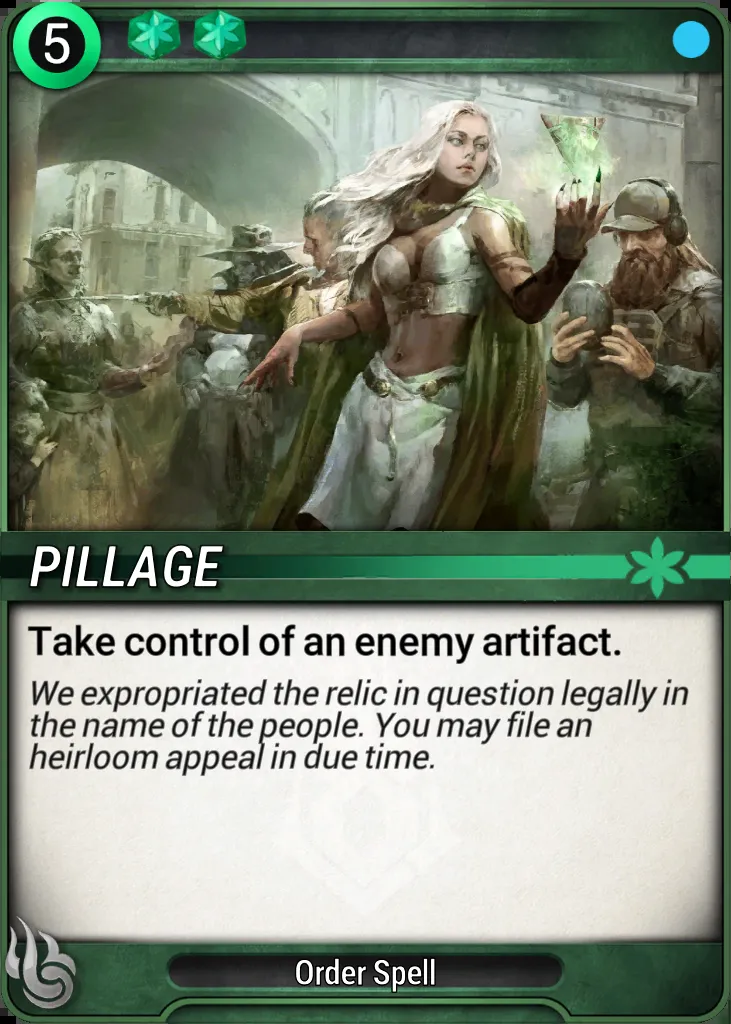 5
PILLAGE
Take control of an enemy artifact.
We expropriated the relic in question legally in
the name of the people. You may file an
heirloom appeal in due time.
Order Spell